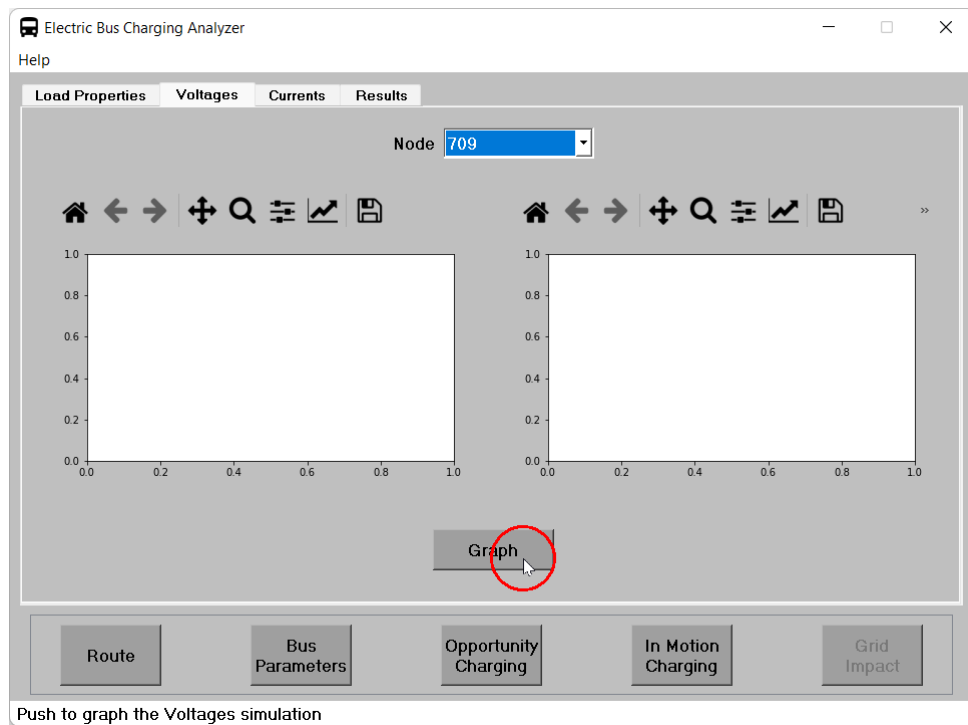 Electric Bus Charging Analyzer
Help
Load Properties Voltages Currents Results
Node 709
»
1.0
0.8
0.6
0.4
0.2
0.0
0.0 0.2 0.4 0.6 0.8 1.0
1.0
0.8
0.6
0.4
0.2
0.0
0.0 0.2 0.4 0.6 0.8 1.0
Graph
Route
Bus
Parameters
Opportunity
Charging
In Motion
Charging
Grid
Impact
Push to graph the Voltages simulation